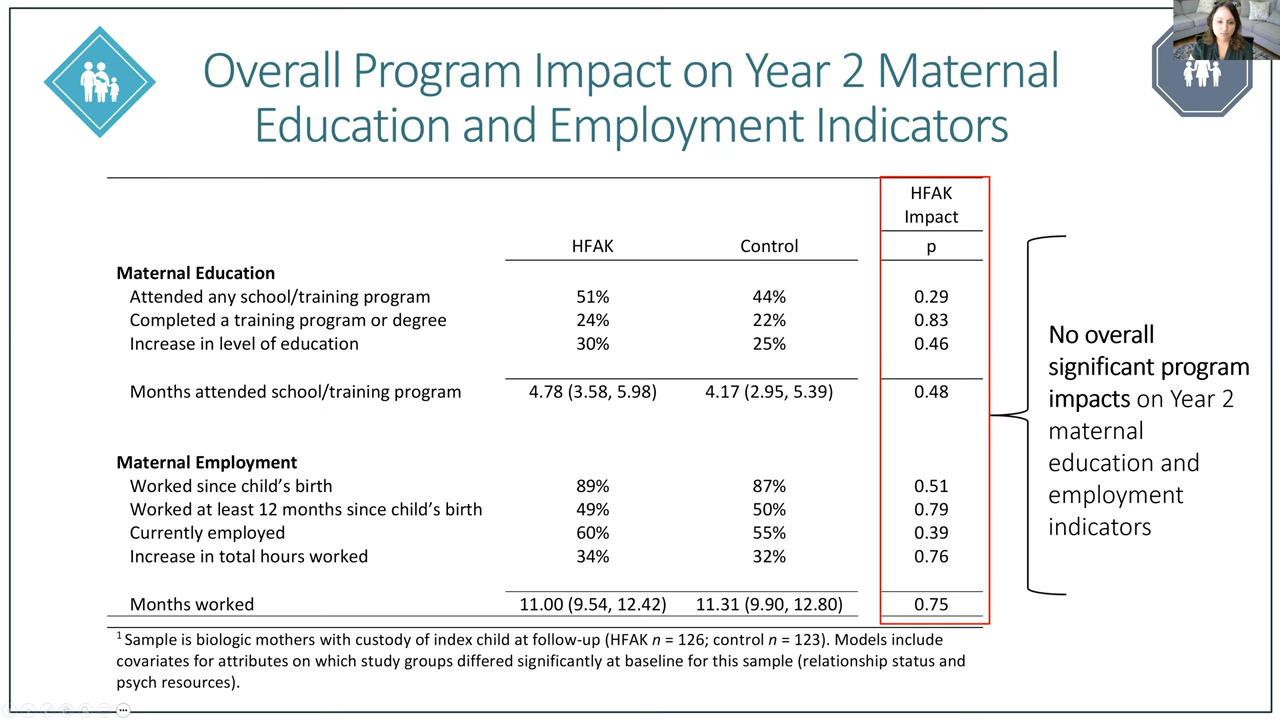 Overall Program Impact on Year 2 Maternal
Education and Employment Indicators
HFAK
Impact
HFAK Control p
Maternal Education
Attended any school/training program 51% 44% 0.29
Completed a training program or degree 24% 22% 0.83
Increase in level of education 30% 25% 0.46
Months attended school/training program 4.78 (3.58, 5.98) 4.17 (2.95, 5.39) 0.48
Maternal Employment
Worked since child’s birth 89% 87% 0.51
Worked at least 12 months since child’s birth 49% 50% 0.79
Currently employed 60% 55% 0.39
Increase in total hours worked 34% 32% 0.76
Months worked 11.00 (9.54, 12.42) 11.31 (9.90, 12.80) 0.75
1 Sample is biologic mothers with custody of index child at follow-up (HFAK n = 126; control n = 123). Models include
covariates for attributes on which study groups differed significantly at baseline for this sample (relationship status and
psych resources).
No overall
significant program
impacts on Year 2
maternal
education and
employment
indicators